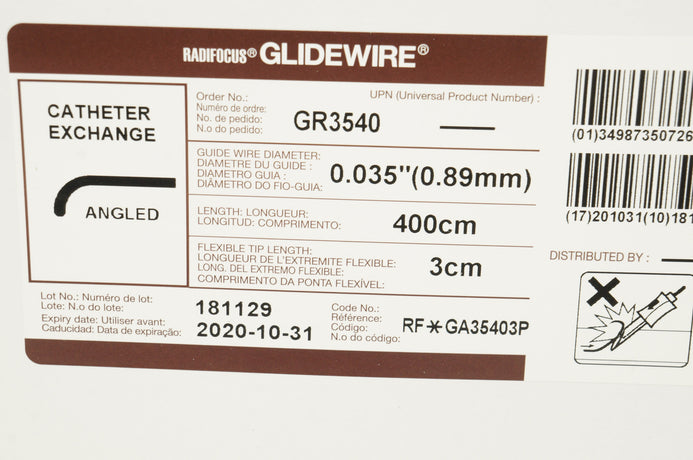 RADIFOCUS® GLIDEWIRE®
CATHETER
EXCHANGE
ANGLED
Order No.:
Numéro de ordre:
No. de pedido:
N.o do pedido:
UPN (Universal Product Number) :
GR3540
GUIDE WIRE DIAMETER:
DIAMETRE DU GUIDE :
DIAMETRO GUIA :
DIÂMETRO DO FIO-GUIA:
0.035"(0.89mm)
LENGTH: LONGUEUR:
LONGITUD: COMPRIMENTO:
400cm
FLEXIBLE TIP LENGTH;
LONGUEUR DE L'EXTREMITE FLEXIBLE:
LONG. DEL EXTREMO FLEXIBLE:
COMPRIMENTO DA PONTA FLEXÍVEL:
3cm
Lot No.: Numéro de lot:
Lote: N.o do lote:
181129
Expiry date: Utiliser avant:
Caducidad: Data de expiração:
2020-10-31
Code No.:
Référence:
Código:
N.o do código:
RF*GA35403P
(01)34987350726
(17)201031(10)181
DISTRIBUTED BY :